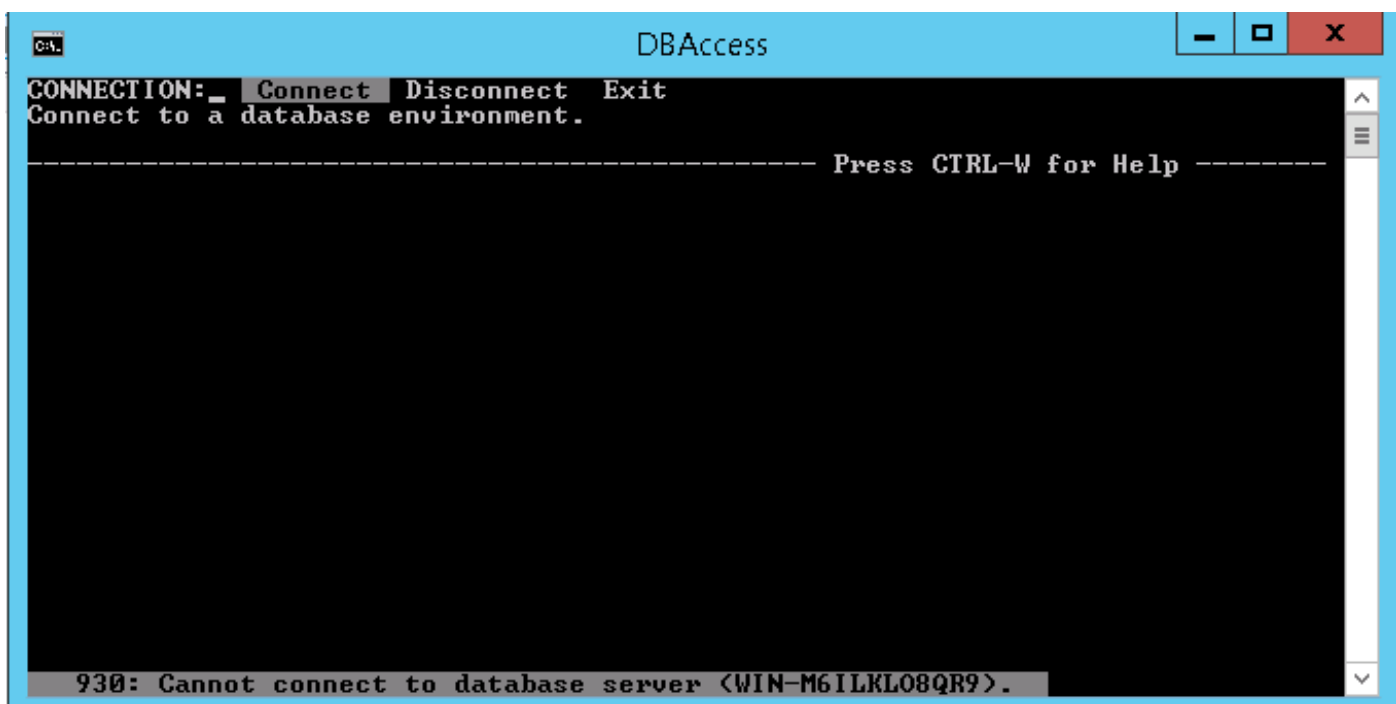 DBAccess
CONNECTION:_ Connect Disconnect Exit
Connect to a database environment.
------------------------------------------------ Press CTRL-W for Help --------
930: Cannot connect to database server (WIN-M6ILKLO8QR9).